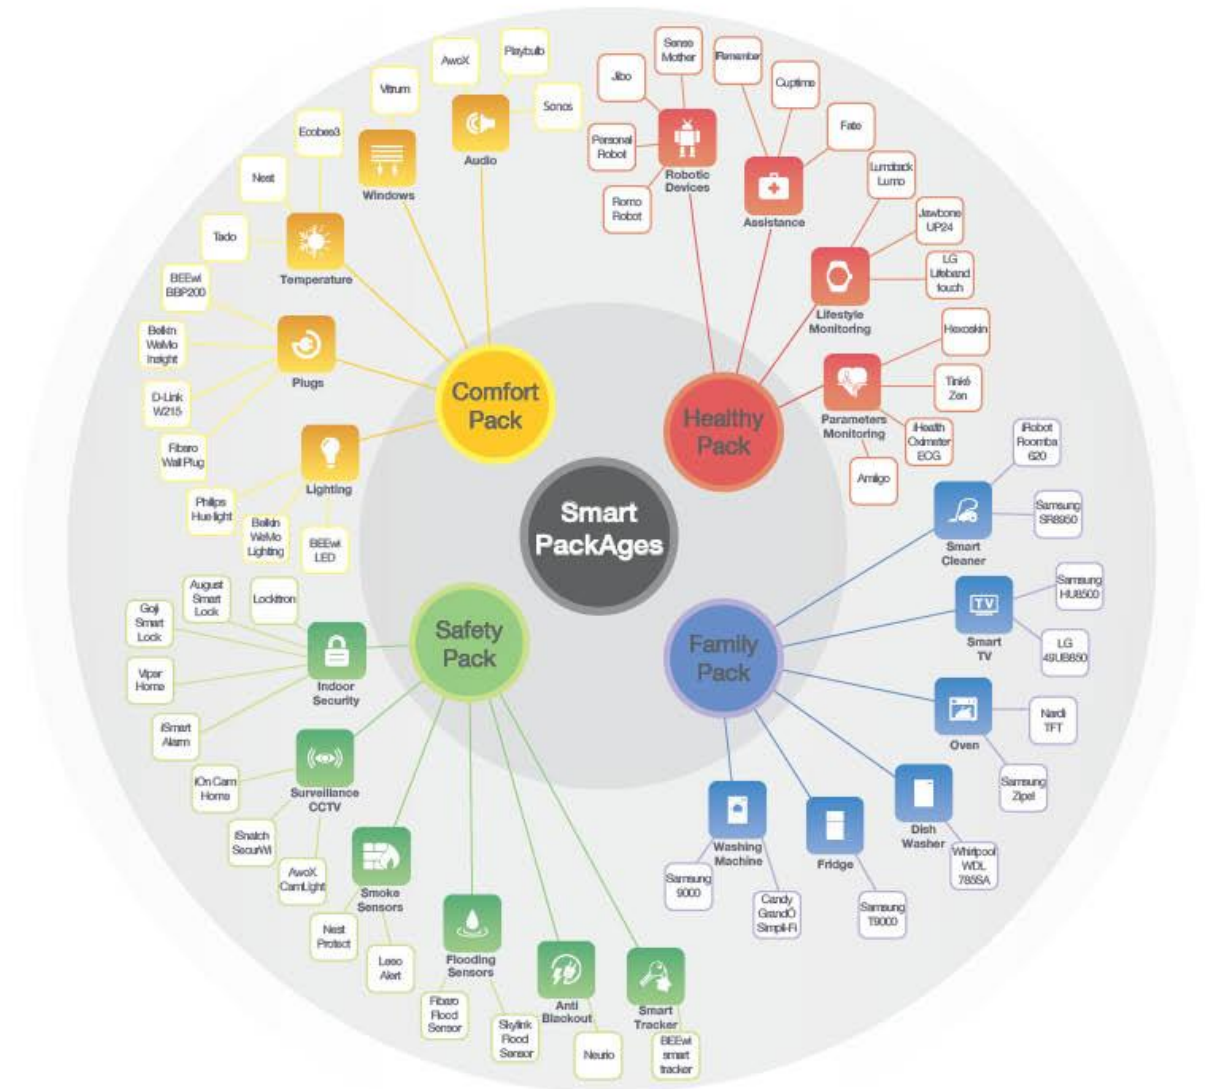 Smart
PackAges
Comfort
Pack
Audio
AwoX
Playbulb
Sonos
Windows
Vitrum
Temperature
Ecobee3
Nest
Tado
Plugs
BEEwi
BBP200
Belkin
WeMo
Insight
D-Link
W215
Fibaro
Wall Plug
Lighting
Philips
Hue light
Belkin
WeMo
Lighting
BEEwi
LED
Healthy
Pack
Robotic
Devices
Sense
Mother
Jibo
Personal
Robot
Romo
Robot
Assistance
iRemember
Cuptime
Fate
Lifestyle
Monitoring
Lumoback
Lumo
Jawbone
UP24
LG
Lifeband
touch
Parameters
Monitoring
Hexoskin
Tinké
Zen
iHealth
Oximeter
ECG
Amiigo
Family
Pack
Smart
Cleaner
iRobot
Roomba
620
Samsung
SR8950
Smart
TV
TV
Samsung
HU8500
LG
49UB850
Oven
Nardi
TFT
Samsung
Zipel
Dish
Washer
Whirlpool
WDL
785SA
Fridge
Samsung
T9000
Washing
Machine
Samsung
9000
Candy
GrandÓ
Simpli-Fi
Safety
Pack
Indoor
Security
Lockitron
August
Smart
Lock
Goji
Smart
Lock
Viper
Home
iSmart
Alarm
Surveillance
CCTV
iOn Cam
Home
iSnatch
SecurWi
AwoX
CamLight
Smoke
Sensors
Nest
Protect
Leeo
Alert
Flooding
Sensors
Fibaro
Flood
Sensor
Skylink
Flood
Sensor
Anti
Blackout
Neurio
Smart
Tracker
BEEwi
smart
tracker